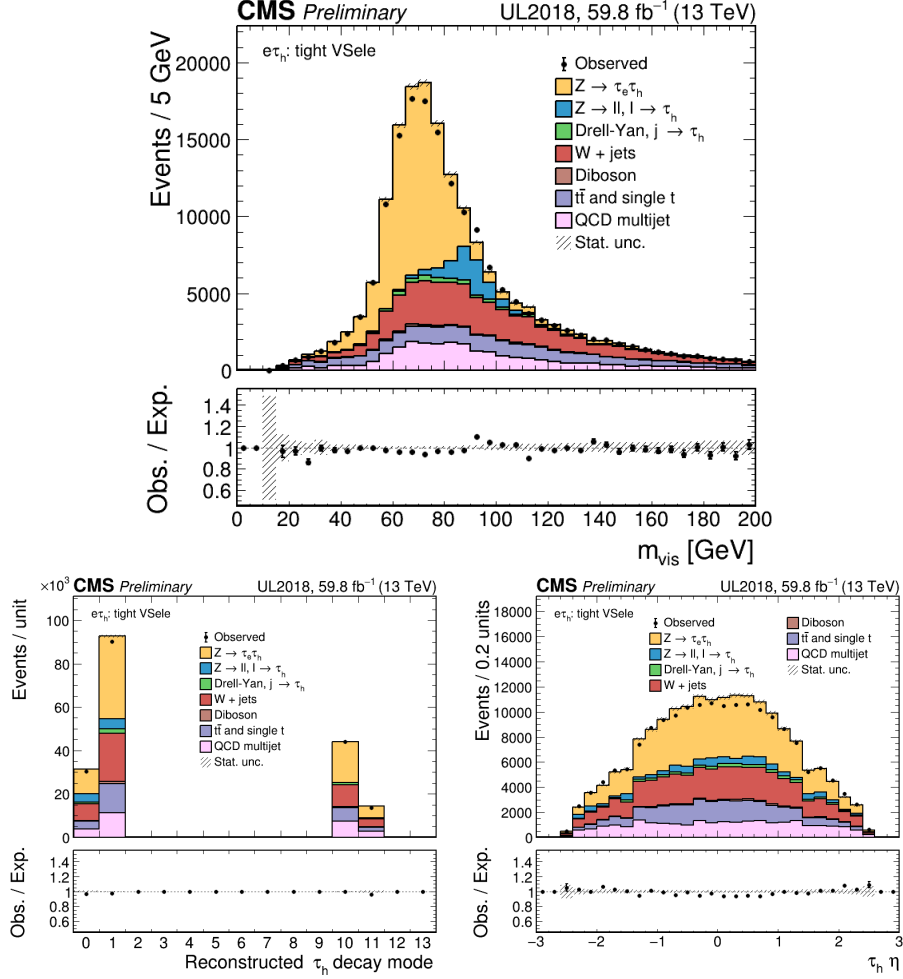 CMS Preliminary UL2018, 59.8 fb⁻¹ (13 TeV)
eτₕ: tight VSele
Events / 5 GeV
20000
15000
10000
5000
0
Observed
Z → τₑτₕ
Z → ll, l → τₕ
Drell-Yan, j → τₕ
W + jets
Diboson
tt̄ and single t
QCD multijet
Stat. unc.
Obs. / Exp.
1.4
1.2
1
0.8
0.6
0 20 40 60 80 100 120 140 160 180 200
m_vis [GeV]
×10³ CMS Preliminary UL2018, 59.8 fb⁻¹ (13 TeV)
eτₕ: tight VSele
Events / unit
100
80
60
40
20
0
Observed
Z → τₑτₕ
Z → ll, l → τₕ
Drell-Yan, j → τₕ
W + jets
Diboson
tt̄ and single t
QCD multijet
Stat. unc.
Obs. / Exp.
1.4
1.2
1
0.8
0.6
0 1 2 3 4 5 6 7 8 9 10 11 12 13
Reconstructed τₕ decay mode
CMS Preliminary UL2018, 59.8 fb⁻¹ (13 TeV)
eτₕ: tight VSele
Events / 0.2 units
18000
16000
14000
12000
10000
8000
6000
4000
2000
0
Observed
Z → τₑτₕ
Z → ll, l → τₕ
Drell-Yan, j → τₕ
W + jets
Diboson
tt̄ and single t
QCD multijet
Stat. unc.
Obs. / Exp.
1.4
1.2
1
0.8
0.6
−3 −2 −1 0 1 2 3
τₕ η